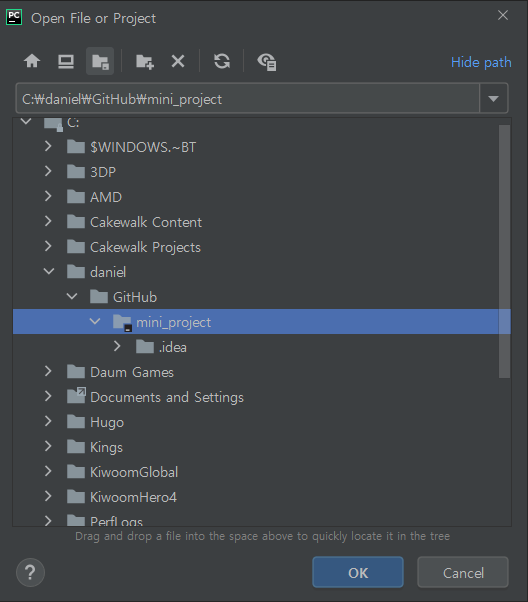 PC Open File or Project
Hide path
C:₩daniel₩GitHub₩mini_project
C:
$WINDOWS.~BT
3DP
AMD
Cakewalk Content
Cakewalk Projects
daniel
GitHub
mini_project
.idea
Daum Games
Documents and Settings
Hugo
Kings
KiwoomGlobal
KiwoomHero4
PerfLogs
Drag and drop a file into the space above to quickly locate it in the tree
? OK Cancel